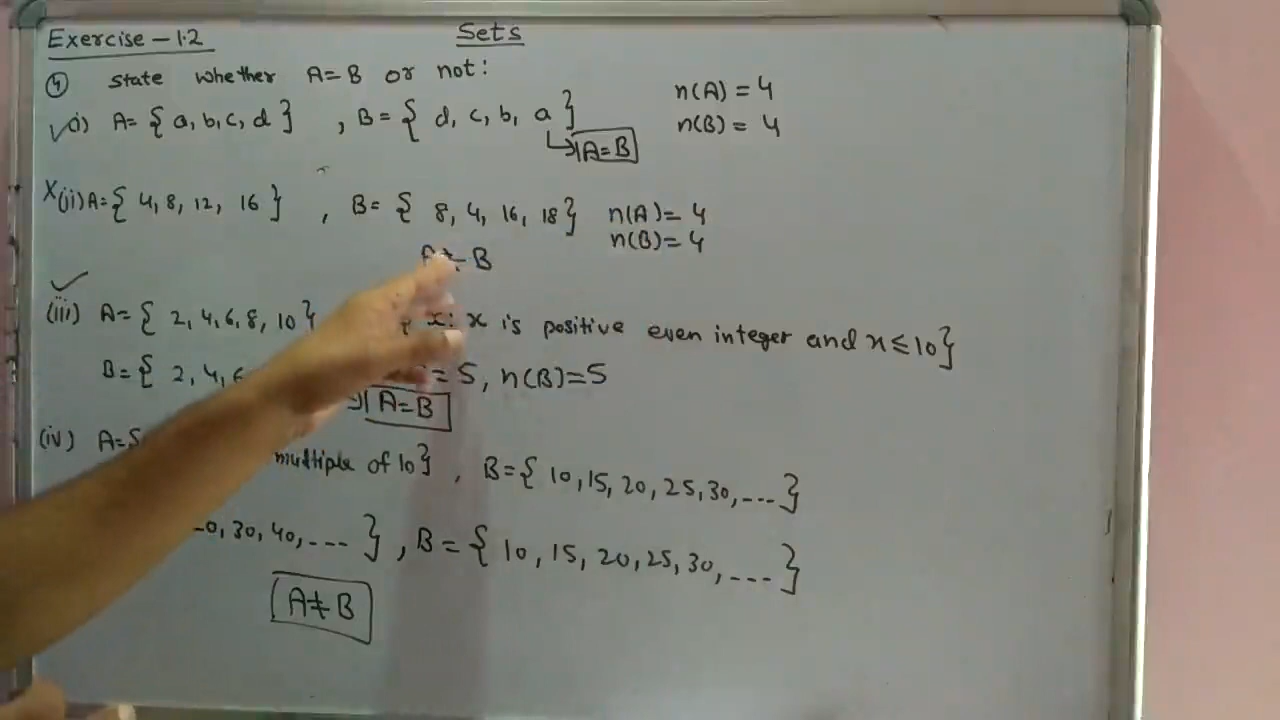 Exercise – 1.2
Sets
④ State whether A = B or not:
(i) A = { a, b, c, d } , B = { d, c, b, a }
n(A) = 4
n(B) = 4
A=B
(ii) A = { 4, 8, 12, 16 } , B = { 8, 4, 16, 18 }
n(A) = 4
n(B) = 4
A ≠ B
(iii) A = { 2, 4, 6, 8, 10 } x: x is positive even integer and x ≤ 10 }
B = { 2, 4, 6 = 5, n(B) = 5
A=B
(iv) A = multiple of 10 } , B = { 10, 15, 20, 25, 30, ---- }
0, 30, 40, ---- } , B = { 10, 15, 20, 25, 30, ---- }
A ≠ B